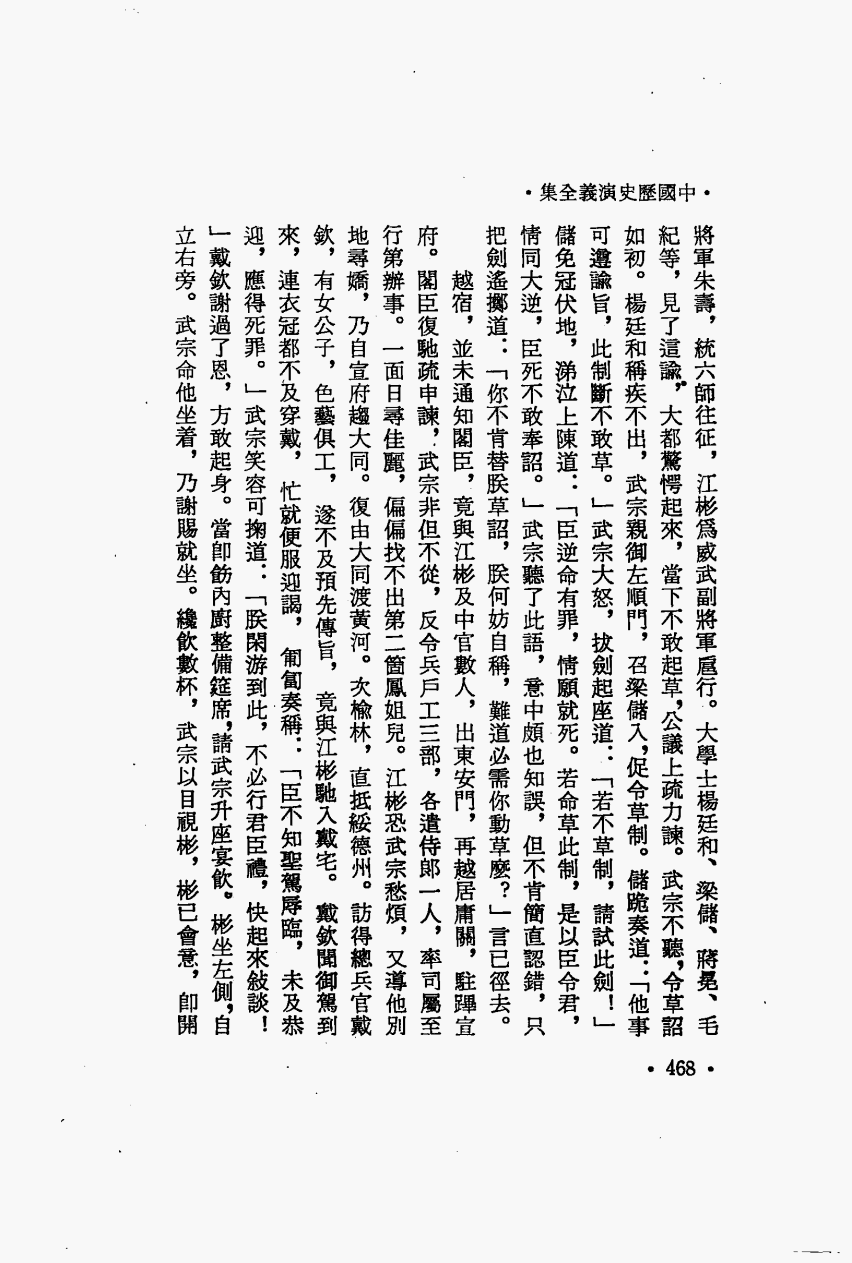 •中國歷史演義全集•
將軍朱壽，統六師往征，江彬爲威武副將軍扈行。大學士楊廷和、梁儲、蔣冕、毛
紀等，見了這諭，大都驚愕起來，當下不敢起草，公議上疏力諫。武宗不聽，令草詔
如初。楊廷和稱疾不出，武宗親御左順門，召梁儲入，促令草制。儲跪奏道：「他事
可遵諭旨，此制斷不敢草。」武宗大怒，拔劍起座道：「若不草制，請試此劍！」
儲免冠伏地，涕泣上陳道：「臣逆命有罪，情願就死。若命草此制，是以臣令君，
情同大逆，臣死不敢奉詔。」武宗聽了此語，意中頗也知誤，但不肯簡直認錯，只
把劍遙擲道：「你不肯替朕草詔，朕何妨自稱，難道必需你動草麼？」言已徑去。
越宿，並未通知閣臣，竟與江彬及中官數人，出東安門，再越居庸關，駐蹕宣
府。閣臣復馳疏申諫，武宗非但不從，反令兵戶工三部，各遣侍郎一人，率司屬至
行第辦事。一面日尋佳麗，偏偏找不出第二箇鳳姐兒。江彬恐武宗愁煩，又導他別
地尋嬌，乃自宣府趨大同。復由大同渡黃河。次榆林，直抵綏德州。訪得總兵官戴
欽，有女公子，色藝俱工，遂不及預先傳旨，竟與江彬馳入戴宅。戴欽聞御駕到
來，連衣冠都不及穿戴，忙就便服迎謁，匍匐奏稱：「臣不知聖駕辱臨，未及恭
迎，應得死罪。」武宗笑容可掬道：「朕閑游到此，不必行君臣禮，快起來敍談！
」戴欽謝過了恩，方敢起身。當卽飭內廚整備筵席，請武宗升座宴飲。彬坐左側，自
立右旁。武宗命他坐着，乃謝賜就坐。纔飲數杯，武宗以目視彬，彬已會意，卽開
•468•